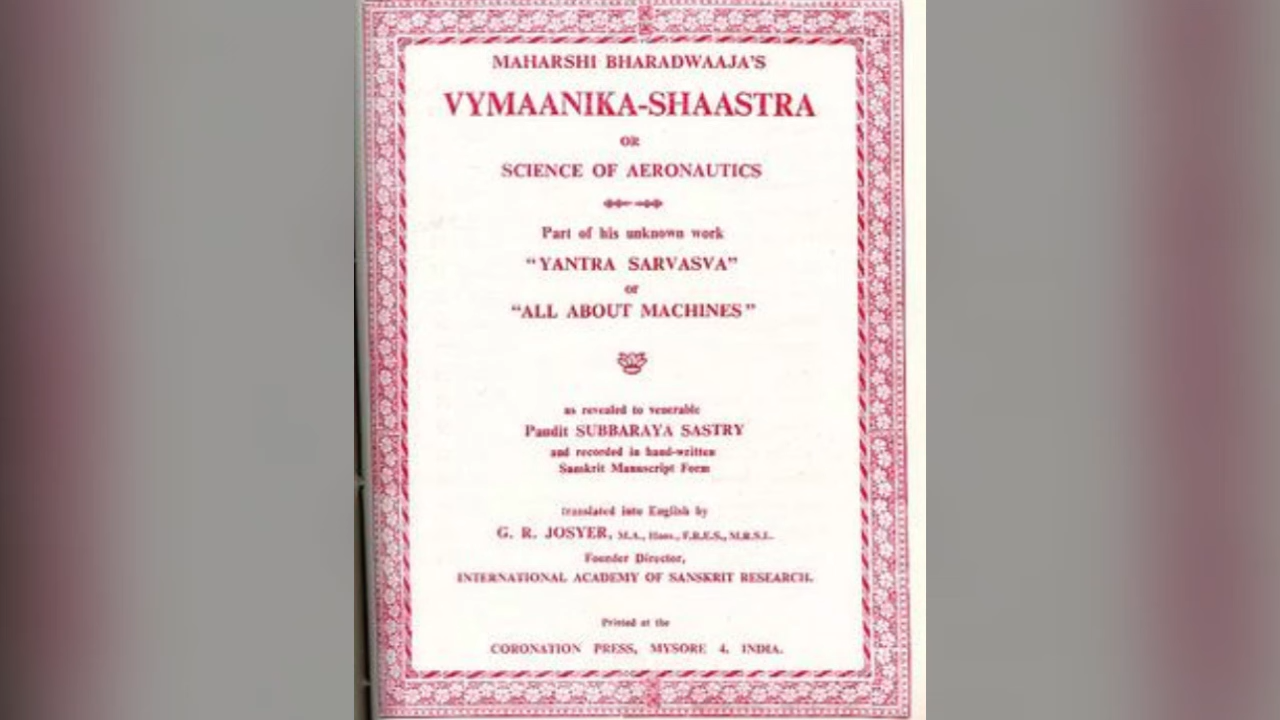 MAHARSHI BHARADWAAJA'S
VYMAANIKA-SHAASTRA
OR
SCIENCE OF AERONAUTICS
Part of his unknown work
"YANTRA SARVASVA"
or
"ALL ABOUT MACHINES"
as revealed to venerable
Pandit SUBBARAYA SASTRY
and recorded in hand-written
Sanskrit Manuscript Form
translated into English by
G. R. JOSYER, M.A., Hons., F.R.E.S., M.R.S.L.
Founder Director,
INTERNATIONAL ACADEMY OF SANSKRIT RESEARCH.
Printed at the
CORONATION PRESS, MYSORE 4, INDIA.